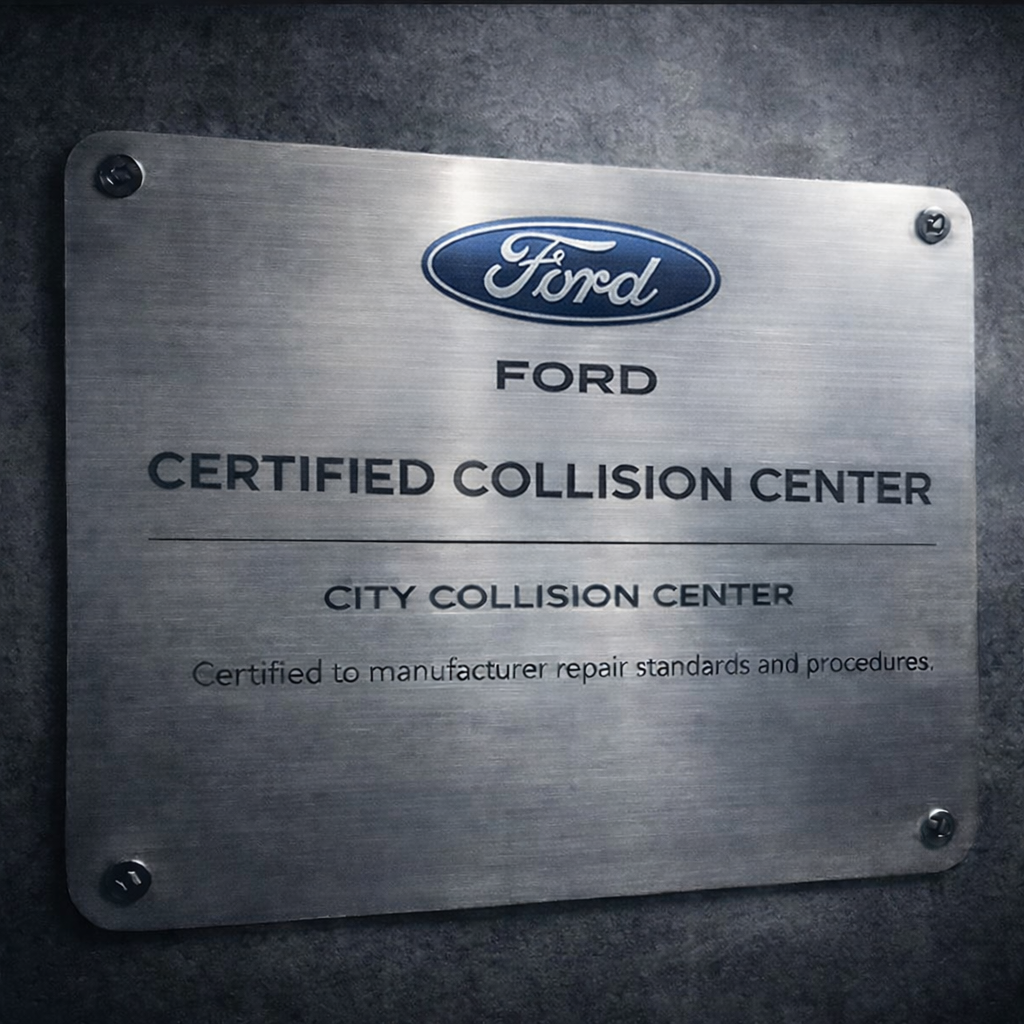 Ford
FORD
CERTIFIED COLLISION CENTER
CITY COLLISION CENTER
Certified to manufacturer repair standards and procedures.